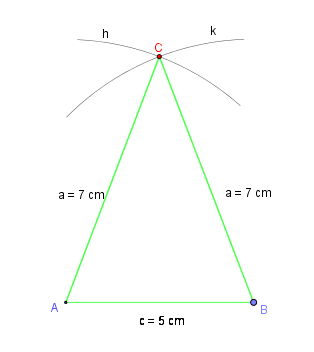 h
k
C
a = 7 cm
a = 7 cm
A
B
c = 5 cm